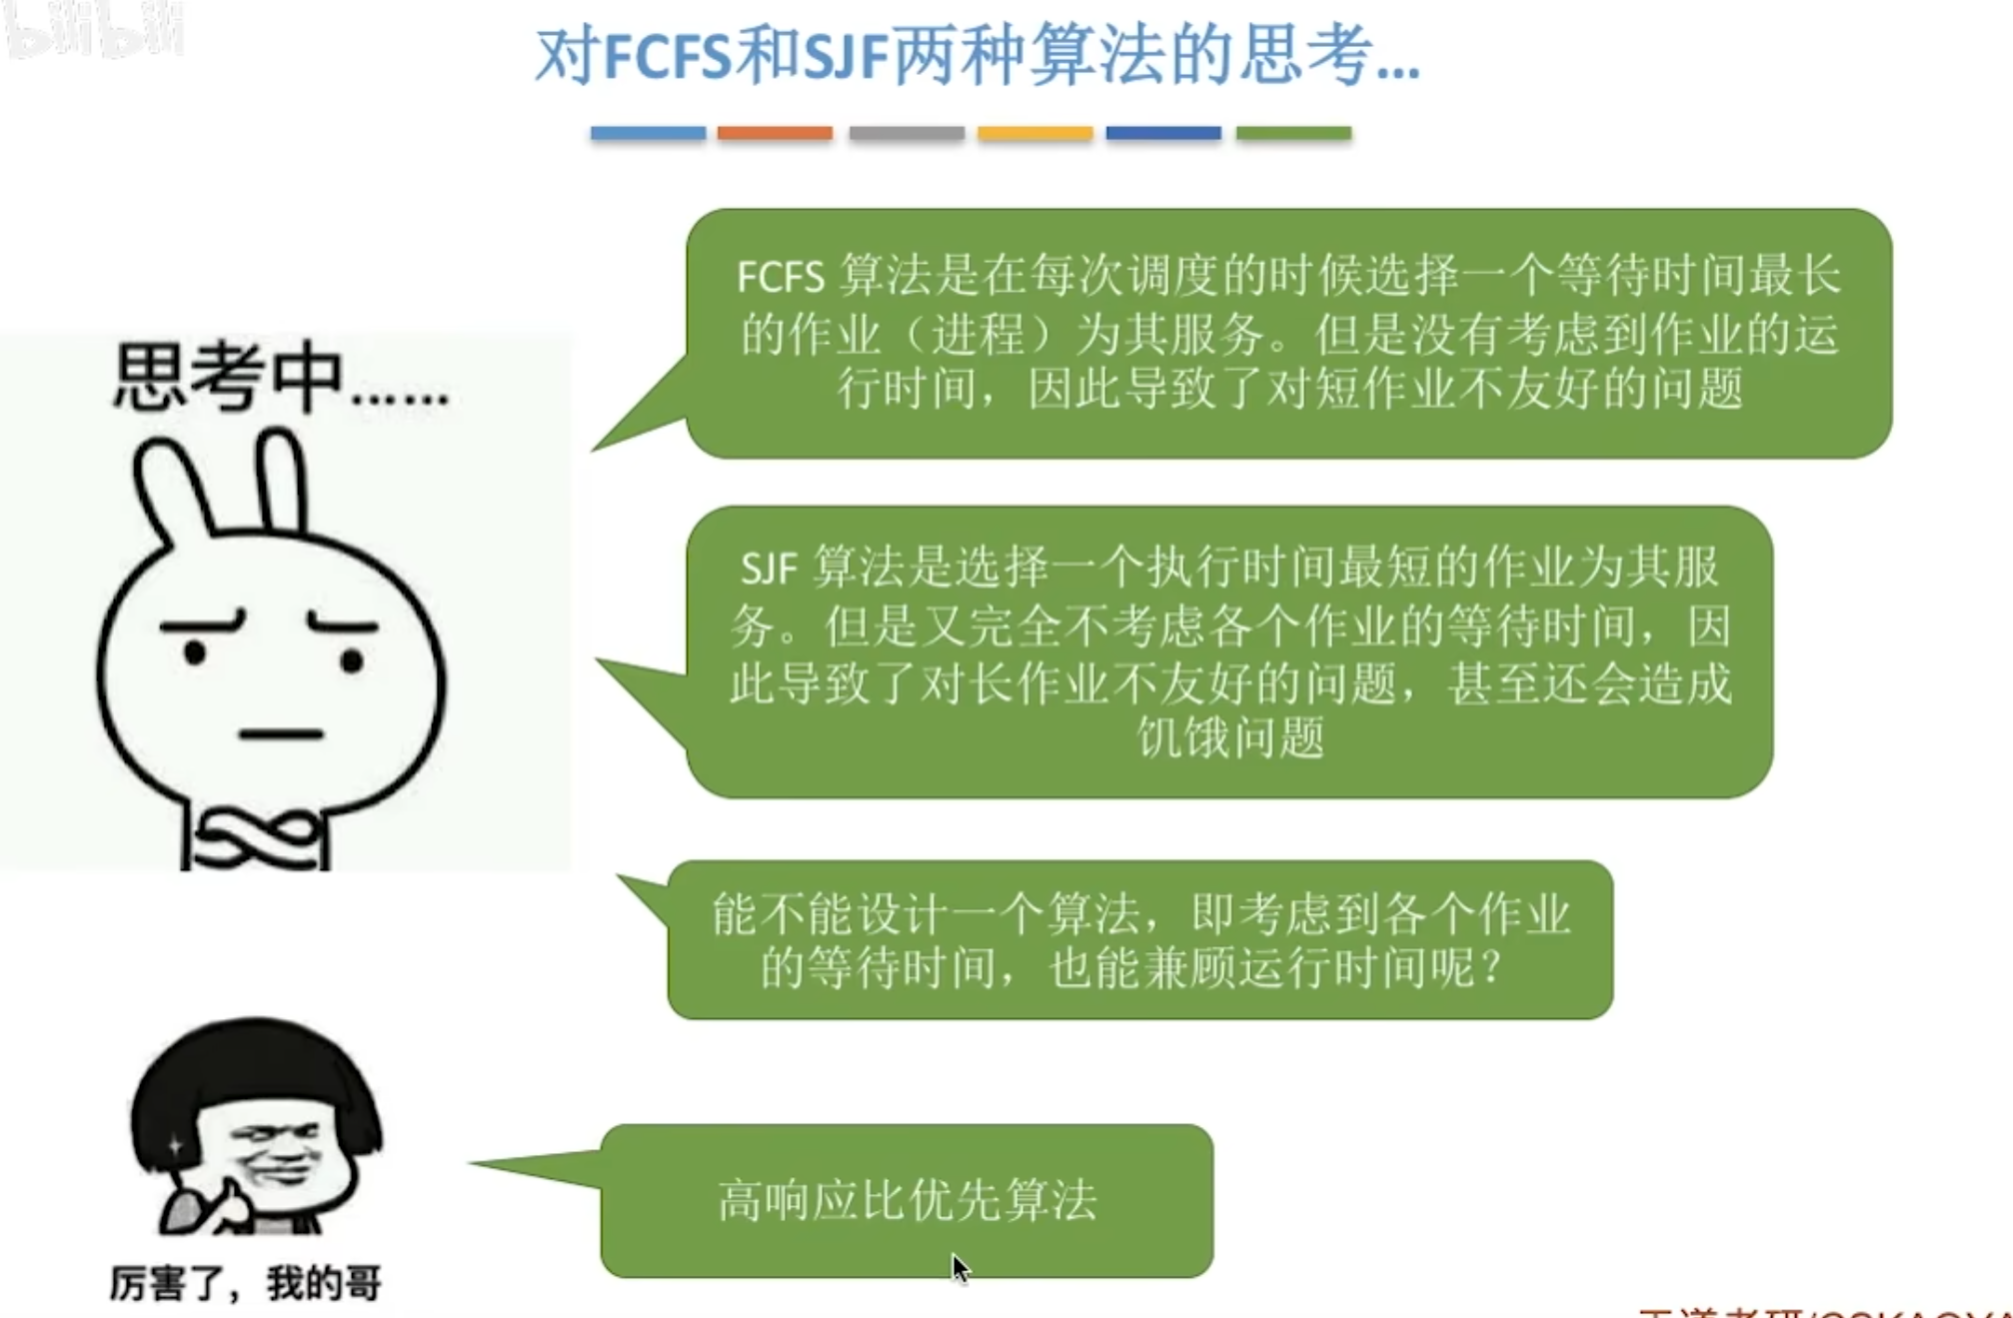 bilibili
对FCFS和SJF两种算法的思考...
FCFS 算法是在每次调度的时候选择一个等待时间最长
的作业（进程）为其服务。但是没有考虑到作业的运
行时间，因此导致了对短作业不友好的问题
思考中......
SJF 算法是选择一个执行时间最短的作业为其服
务。但是又完全不考虑各个作业的等待时间，因
此导致了对长作业不友好的问题，甚至还会造成
饥饿问题
能不能设计一个算法，即考虑到各个作业
的等待时间，也能兼顾运行时间呢？
高响应比优先算法
厉害了，我的哥